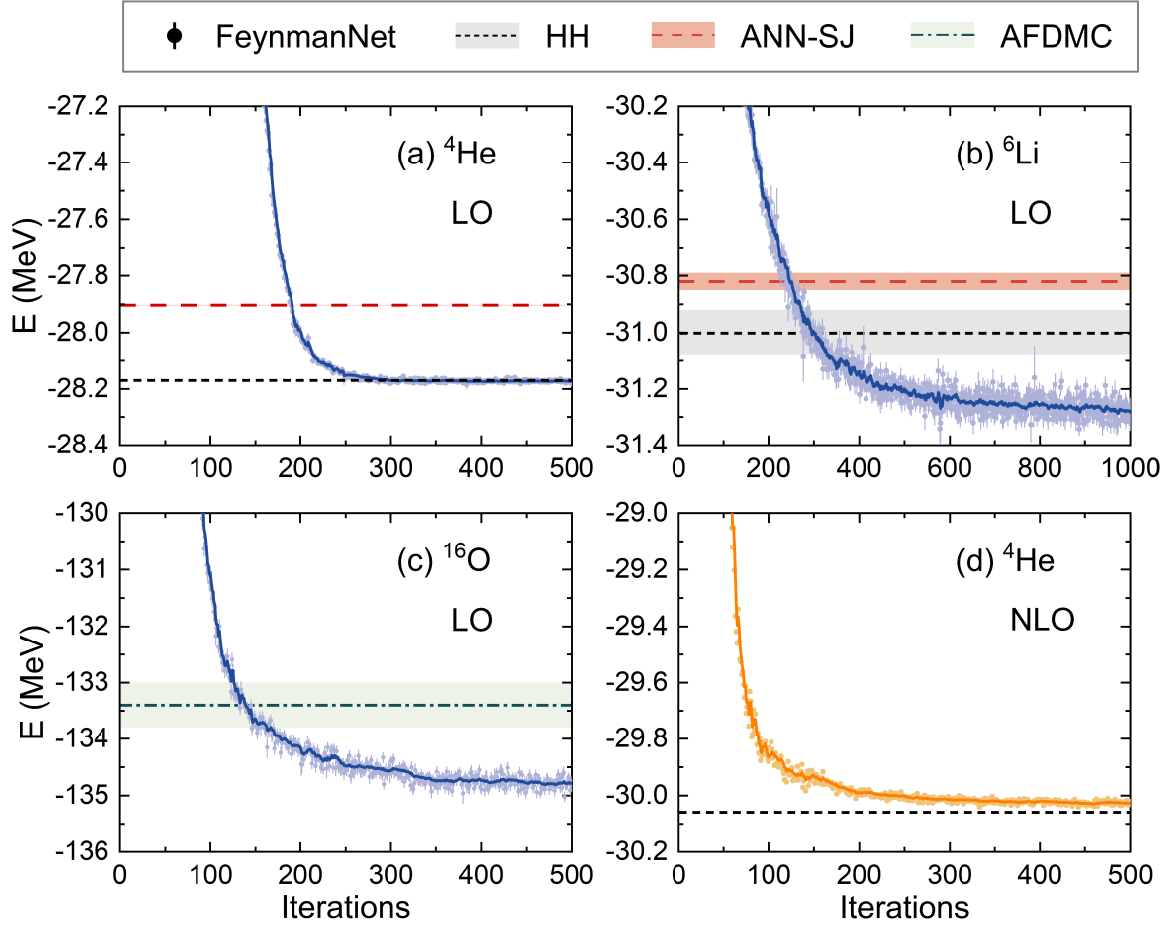 FeynmanNet HH ANN-SJ AFDMC
E (MeV)
-27.2
-27.4
-27.6
-27.8
-28.0
-28.2
-28.4
(a) ⁴He
LO
0 100 200 300 400 500
-30.2
-30.4
-30.6
-30.8
-31.0
-31.2
-31.4
(b) ⁶Li
LO
0 200 400 600 800 1000
E (MeV)
-130
-131
-132
-133
-134
-135
-136
(c) ¹⁶O
LO
0 100 200 300 400 500
Iterations
-29.0
-29.2
-29.4
-29.6
-29.8
-30.0
-30.2
(d) ⁴He
NLO
0 100 200 300 400 500
Iterations